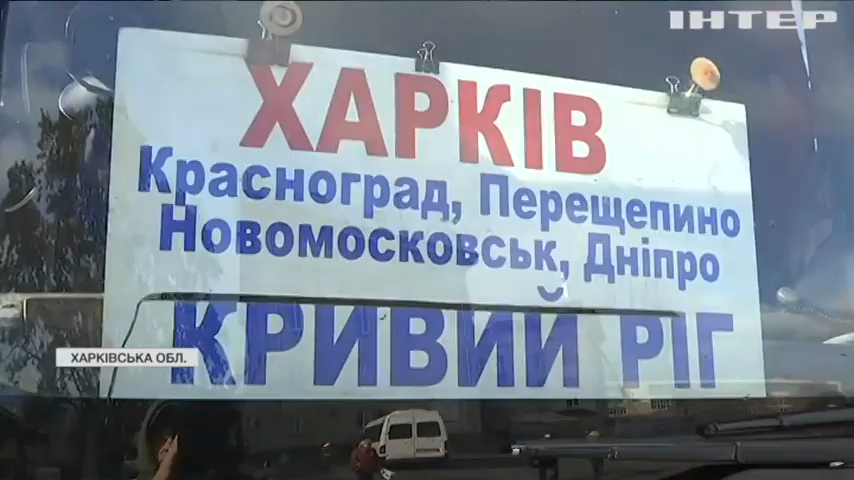 ІНТЕР
ХАРКІВ
Красноград, Перещепино
Новомосковськ, Дніпро
КРИВИЙ РІГ
ХАРКІВСЬКА ОБЛ.